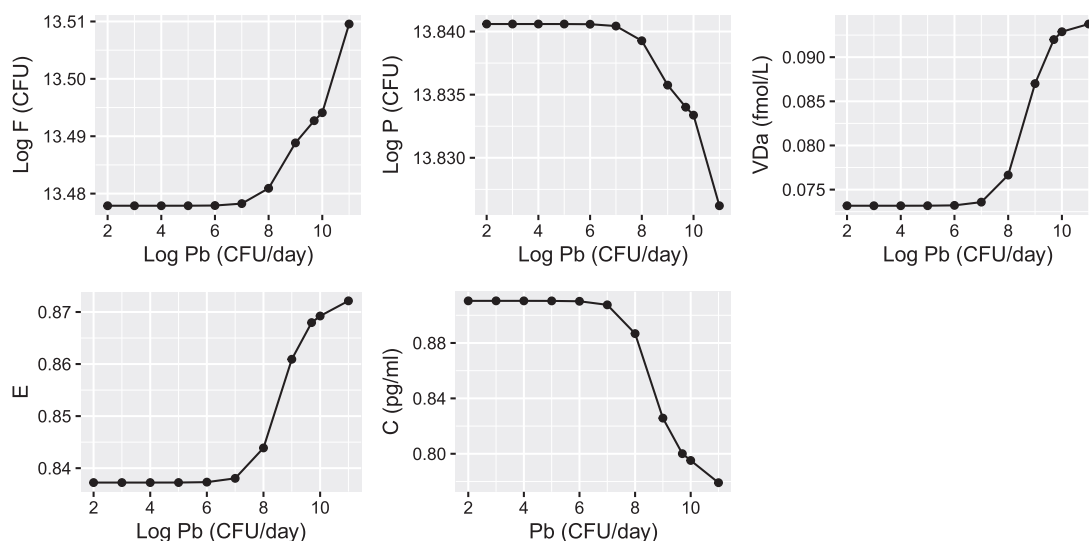 Log F (CFU)
13.51
13.50
13.49
13.48
2 4 6 8 10
Log Pb (CFU/day)
Log P (CFU)
13.840
13.835
13.830
2 4 6 8 10
Log Pb (CFU/day)
VDa (fmol/L)
0.090
0.085
0.080
0.075
2 4 6 8 10
Log Pb (CFU/day)
E
0.87
0.86
0.85
0.84
2 4 6 8 10
Log Pb (CFU/day)
C (pg/ml)
0.88
0.84
0.80
2 4 6 8 10
Pb (CFU/day)